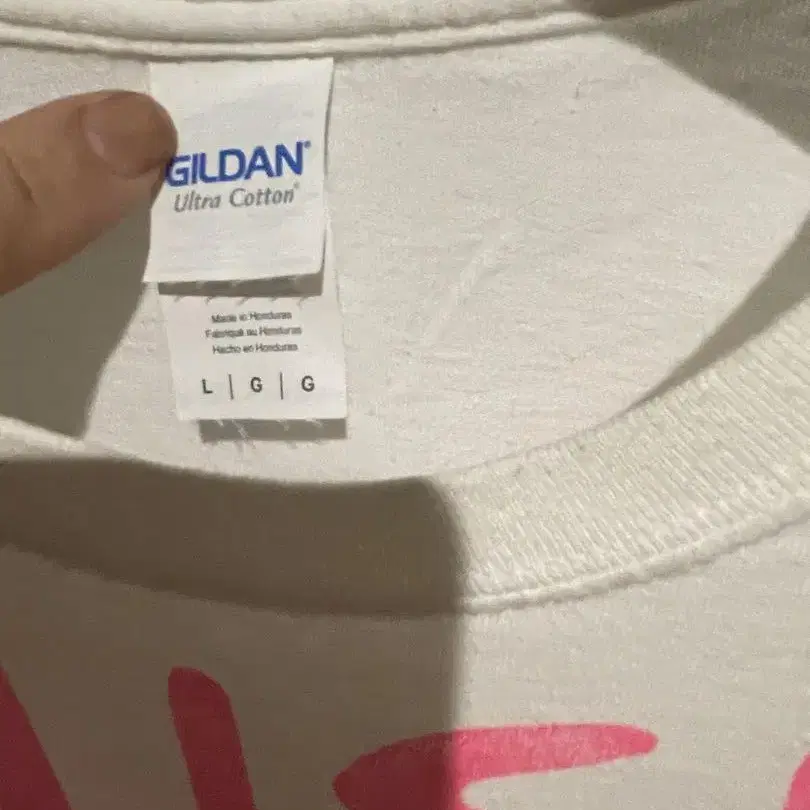 GILDAN®
Ultra Cotton®
Made in Honduras
Fabriqué au Honduras
Hecho en Honduras
L | G | G